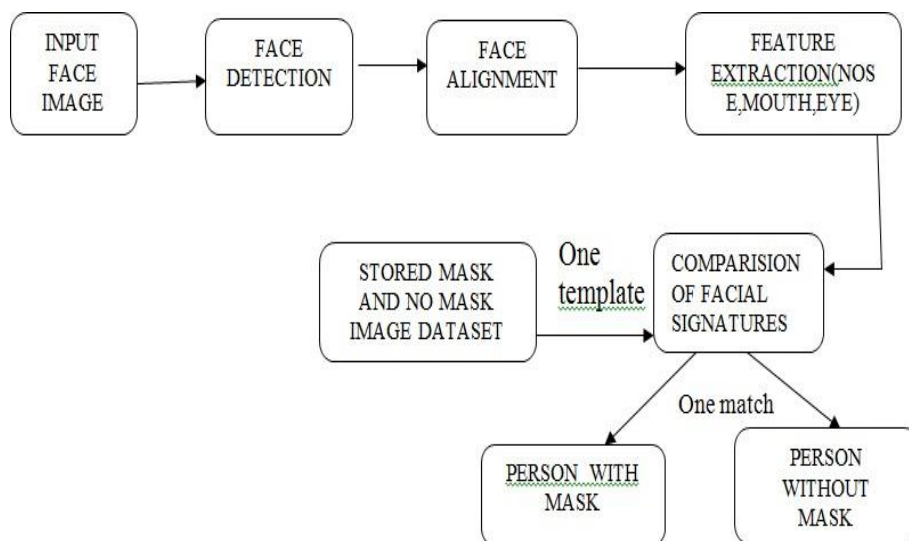 INPUT
FACE
IMAGE
FACE
DETECTION
FACE
ALIGNMENT
FEATURE
EXTRACTION(NOS
E,MOUTH,EYE)
STORED MASK
AND NO MASK
IMAGE DATASET
One
template
COMPARISION
OF FACIAL
SIGNATURES
One match
PERSON WITH
MASK
PERSON
WITHOUT
MASK